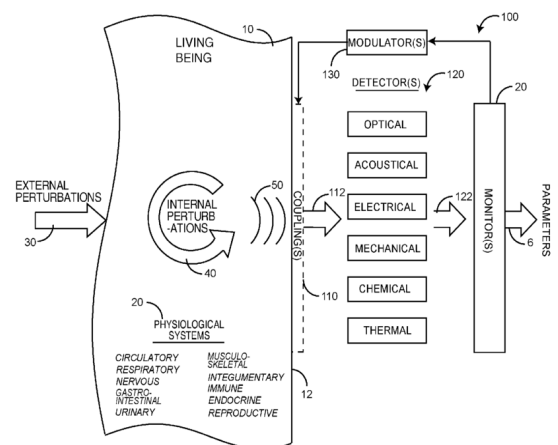 100
10
LIVING
BEING
MODULATOR(S)
130
DETECTOR(S)
120
20
OPTICAL
ACOUSTICAL
ELECTRICAL
MECHANICAL
CHEMICAL
THERMAL
EXTERNAL
PERTURBATIONS
30
INTERNAL
PERTURB
-ATIONS
40
50
COUPLING(S)
112
110
122
MONITOR(S)
6
PARAMETERS
20
PHYSIOLOGICAL
SYSTEMS
CIRCULATORY
RESPIRATORY
NERVOUS
GASTRO-
INTESTINAL
URINARY
MUSCULO-
SKELETAL
INTEGUMENTARY
IMMUNE
ENDOCRINE
REPRODUCTIVE
12